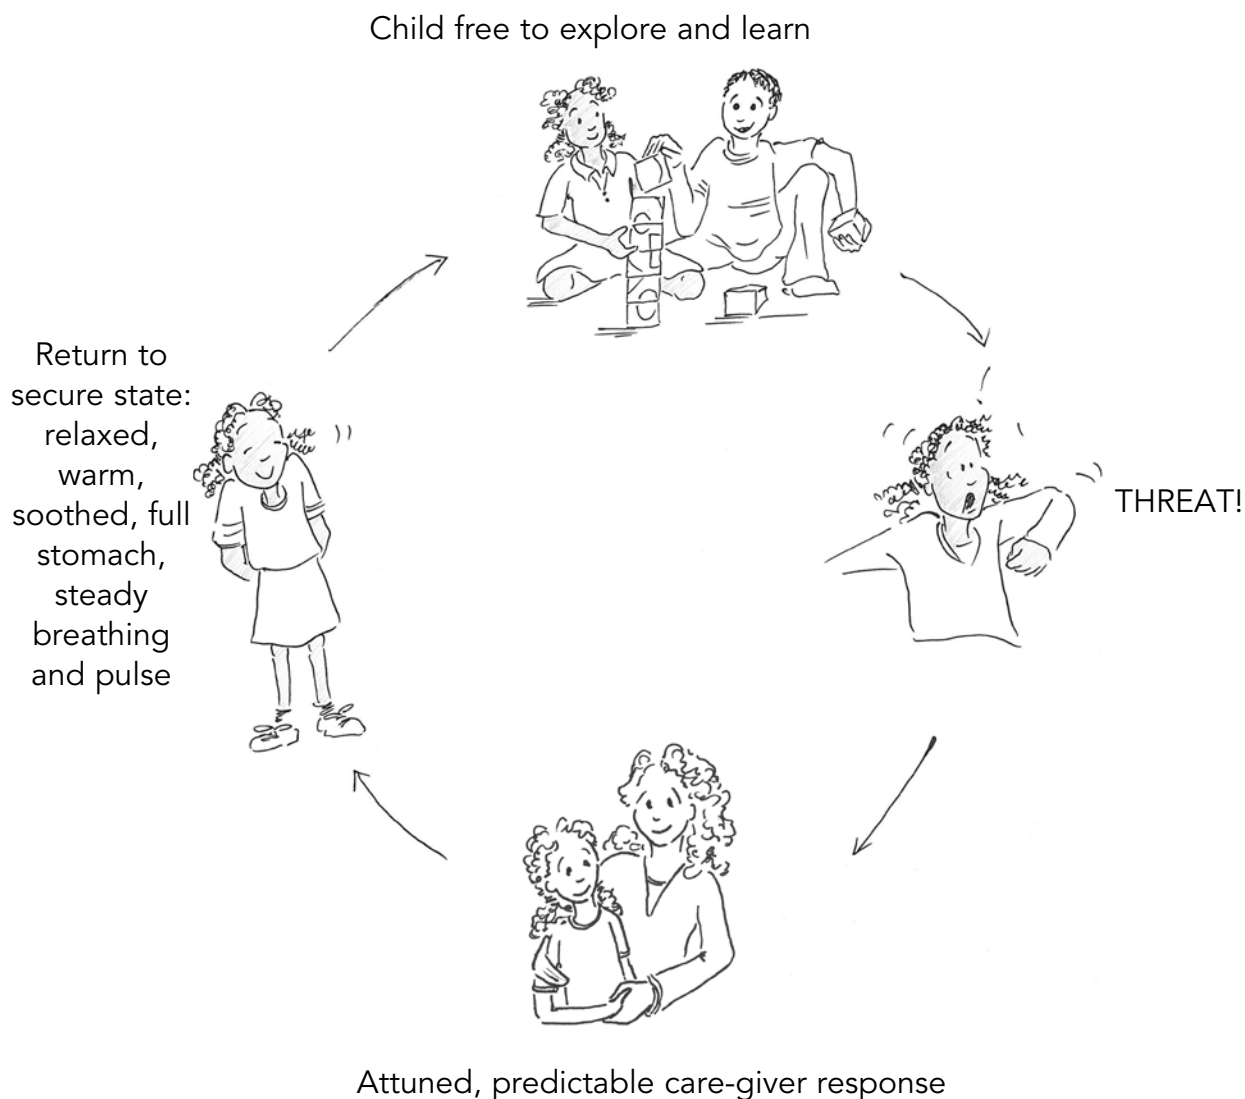 Child free to explore and learn
Return to
secure state:
relaxed,
warm,
soothed, full
stomach,
steady
breathing
and pulse
THREAT!
Attuned, predictable care-giver response